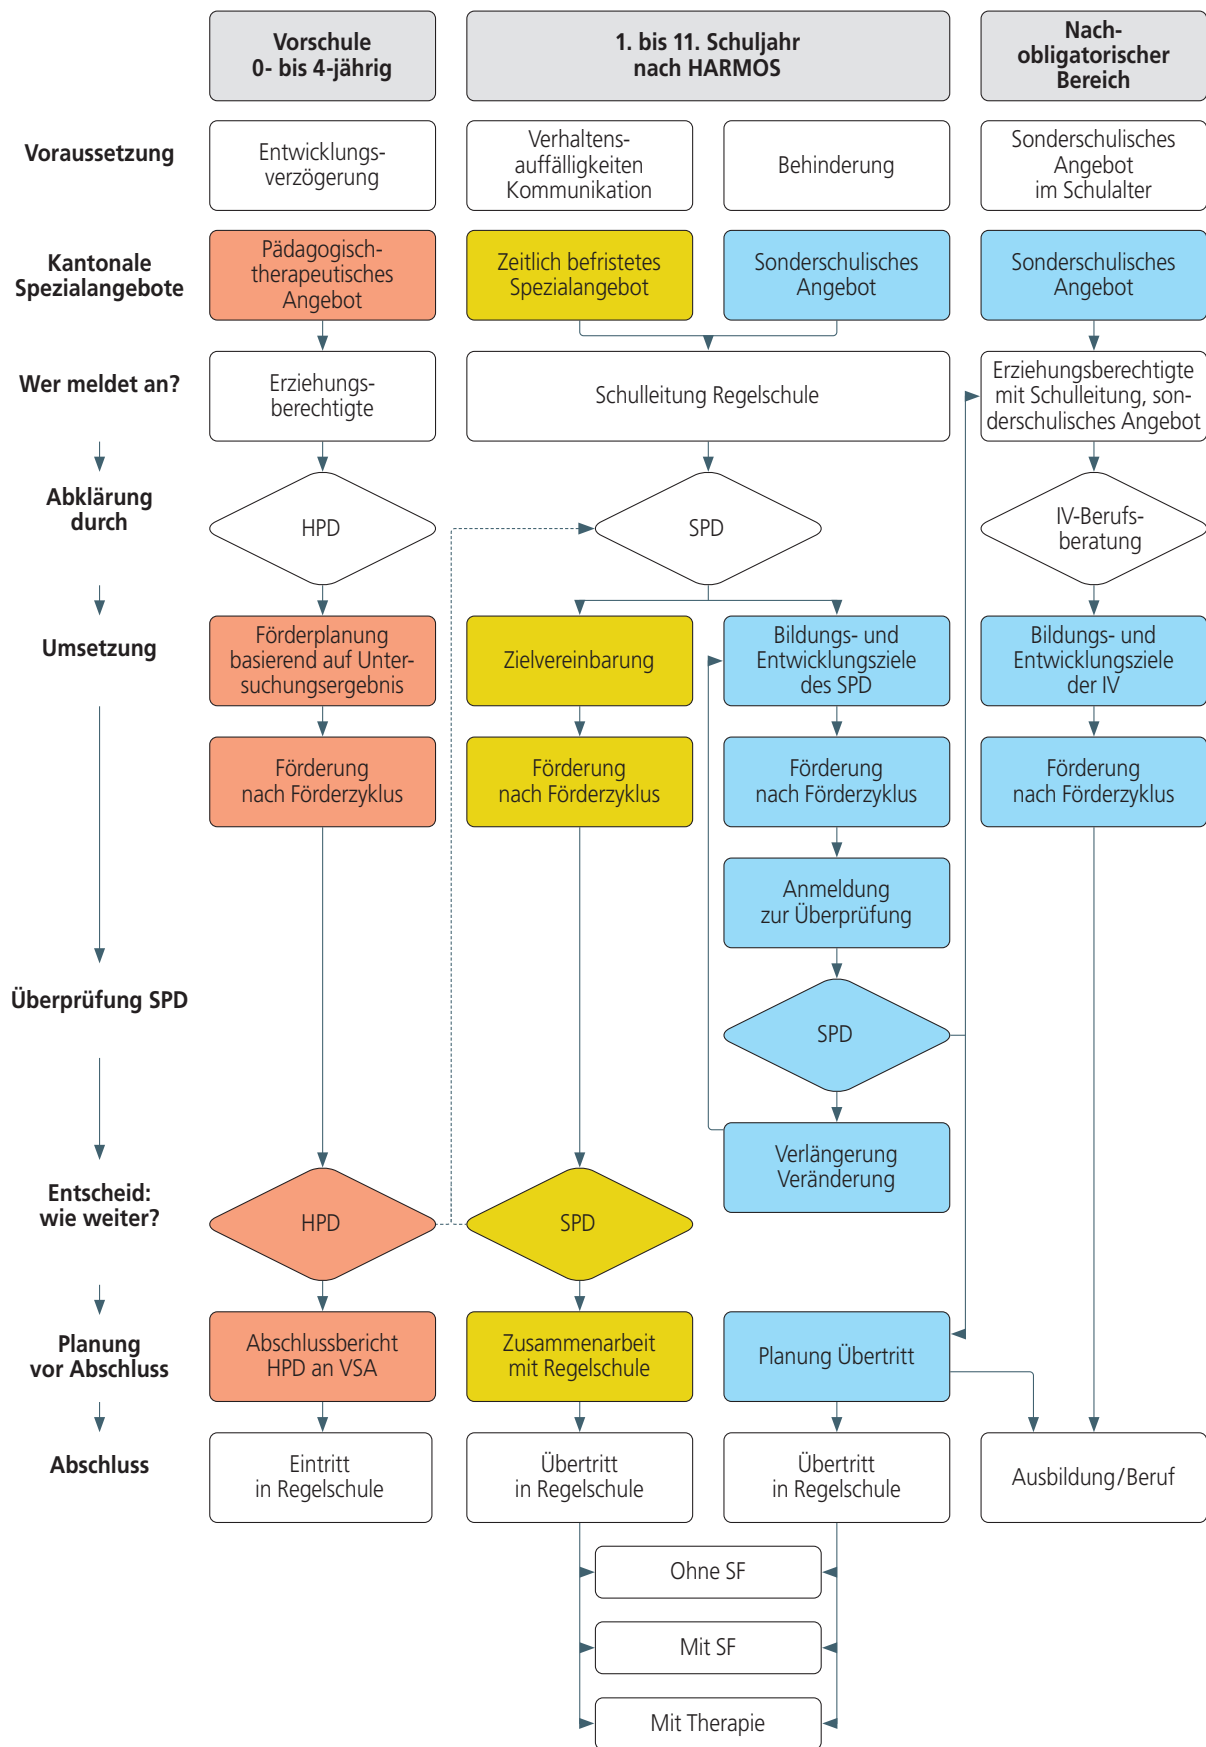 Vorschule
0- bis 4-jährig
1. bis 11. Schuljahr
nach HARMOS
Nach-
obligatorischer
Bereich
Voraussetzung
Entwicklungs-
verzögerung
Verhaltens-
auffälligkeiten
Kommunikation
Behinderung
Sonderschulisches
Angebot
im Schulalter
Kantonale
Spezialangebote
Pädagogisch-
therapeutisches
Angebot
Zeitlich befristetes
Spezialangebot
Sonderschulisches
Angebot
Sonderschulisches
Angebot
Wer meldet an?
Erziehungs-
berechtigte
Schulleitung Regelschule
Erziehungsberechtigte
mit Schulleitung, son-
derschulisches Angebot
Abklärung
durch
HPD
SPD
IV-Berufs-
beratung
Umsetzung
Förderplanung
basierend auf Unter-
suchungsergebnis
Zielvereinbarung
Bildungs- und
Entwicklungsziele
des SPD
Bildungs- und
Entwicklungsziele
der IV
Förderung
nach Förderzyklus
Förderung
nach Förderzyklus
Förderung
nach Förderzyklus
Förderung
nach Förderzyklus
Anmeldung
zur Überprüfung
Überprüfung SPD
SPD
Verlängerung
Veränderung
Entscheid:
wie weiter?
HPD
SPD
Planung
vor Abschluss
Abschlussbericht
HPD an VSA
Zusammenarbeit
mit Regelschule
Planung Übertritt
Abschluss
Eintritt
in Regelschule
Übertritt
in Regelschule
Übertritt
in Regelschule
Ausbildung/Beruf
Ohne SF
Mit SF
Mit Therapie